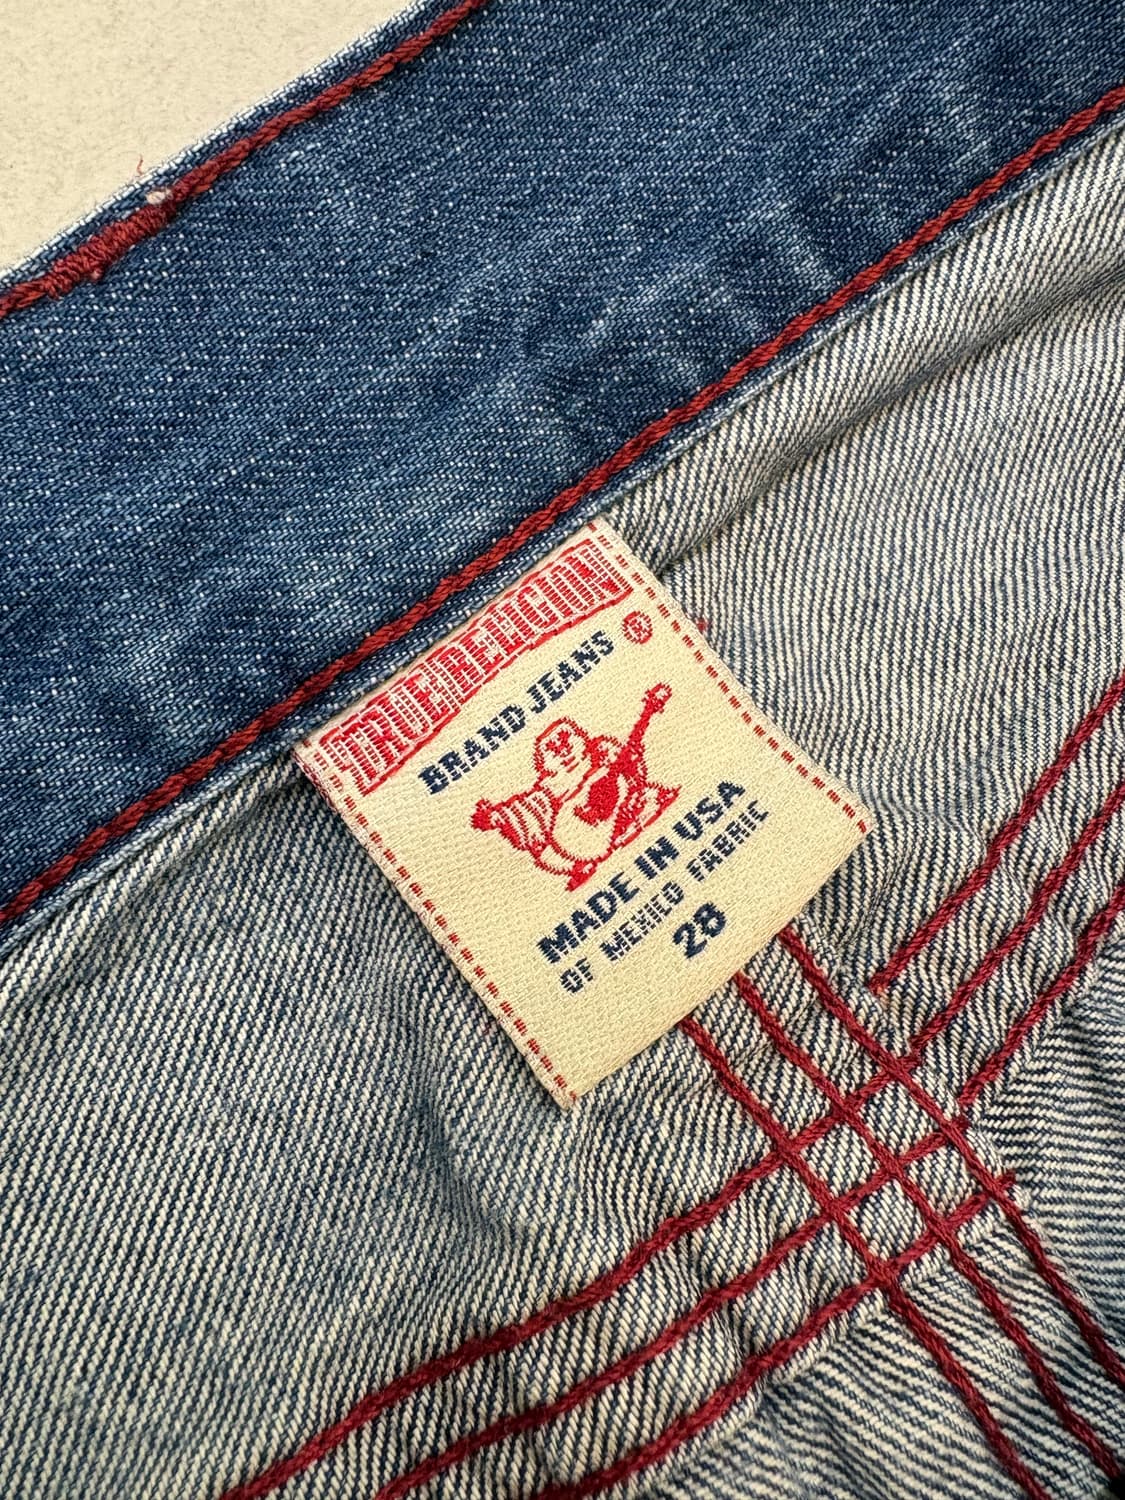 TRUE RELIGION
®
BRAND JEANS
MADE IN USA
OF MEXICO FABRIC
28